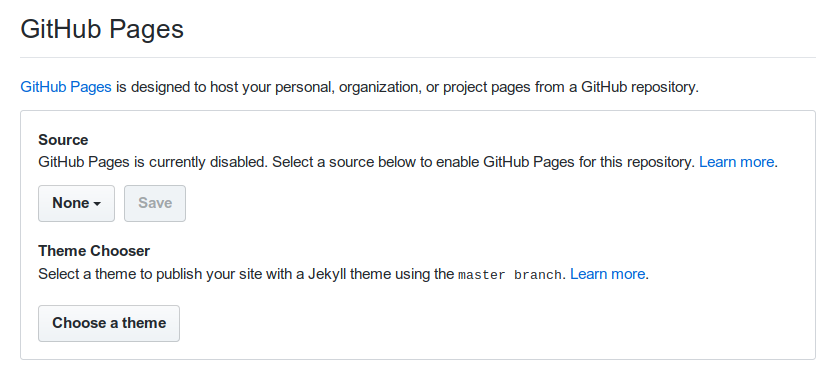 GitHub Pages
GitHub Pages is designed to host your personal, organization, or project pages from a GitHub repository.
Source
GitHub Pages is currently disabled. Select a source below to enable GitHub Pages for this repository. Learn more.
None Save
Theme Chooser
Select a theme to publish your site with a Jekyll theme using the master branch. Learn more.
Choose a theme